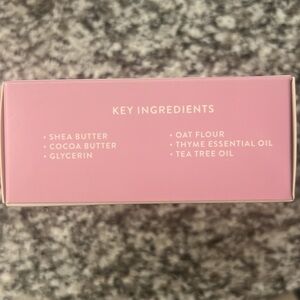 KEY INGREDIENTS
• SHEA BUTTER
• COCOA BUTTER
• GLYCERIN
• OAT FLOUR
• THYME ESSENTIAL OIL
• TEA TREE OIL